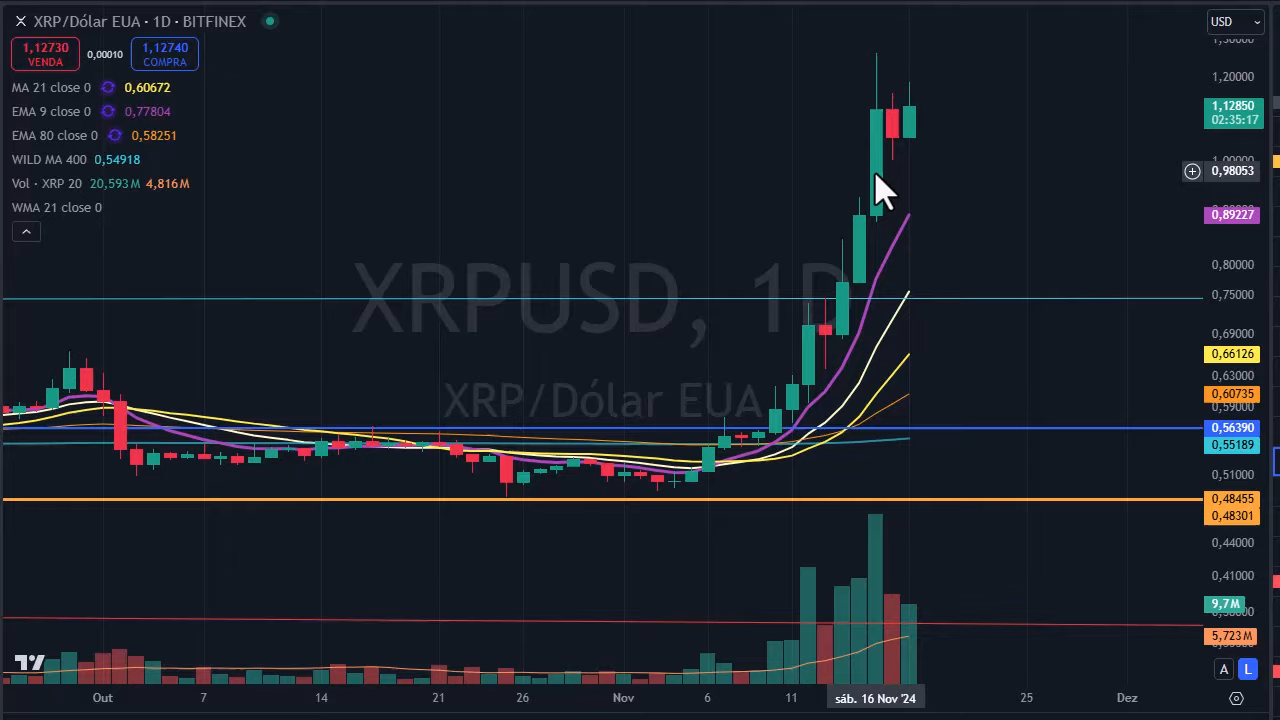 XRP/Dólar EUA · 1D · BITFINEX
USD
1,12730
VENDA
0,00010
1,12740
COMPRA
MA 21 close 0 0,60672
EMA 9 close 0 0,77804
EMA 80 close 0 0,58251
WILD MA 400 0,54918
Vol · XRP 20 20,593 M 4,816 M
WMA 21 close 0
XRPUSD, 1D
XRP/Dólar EUA
1,30000
1,20000
1,12850
02:35:17
1,00000
0,98053
0,89227
0,80000
0,75000
0,69000
0,66126
0,63000
0,60735
0,59000
0,56390
0,55189
0,51000
0,48455
0,48301
0,44000
0,41000
9,7 M
5,723 M
A L
Out 7 14 21 26 Nov 6 11 sáb. 16 Nov '24 25 Dez